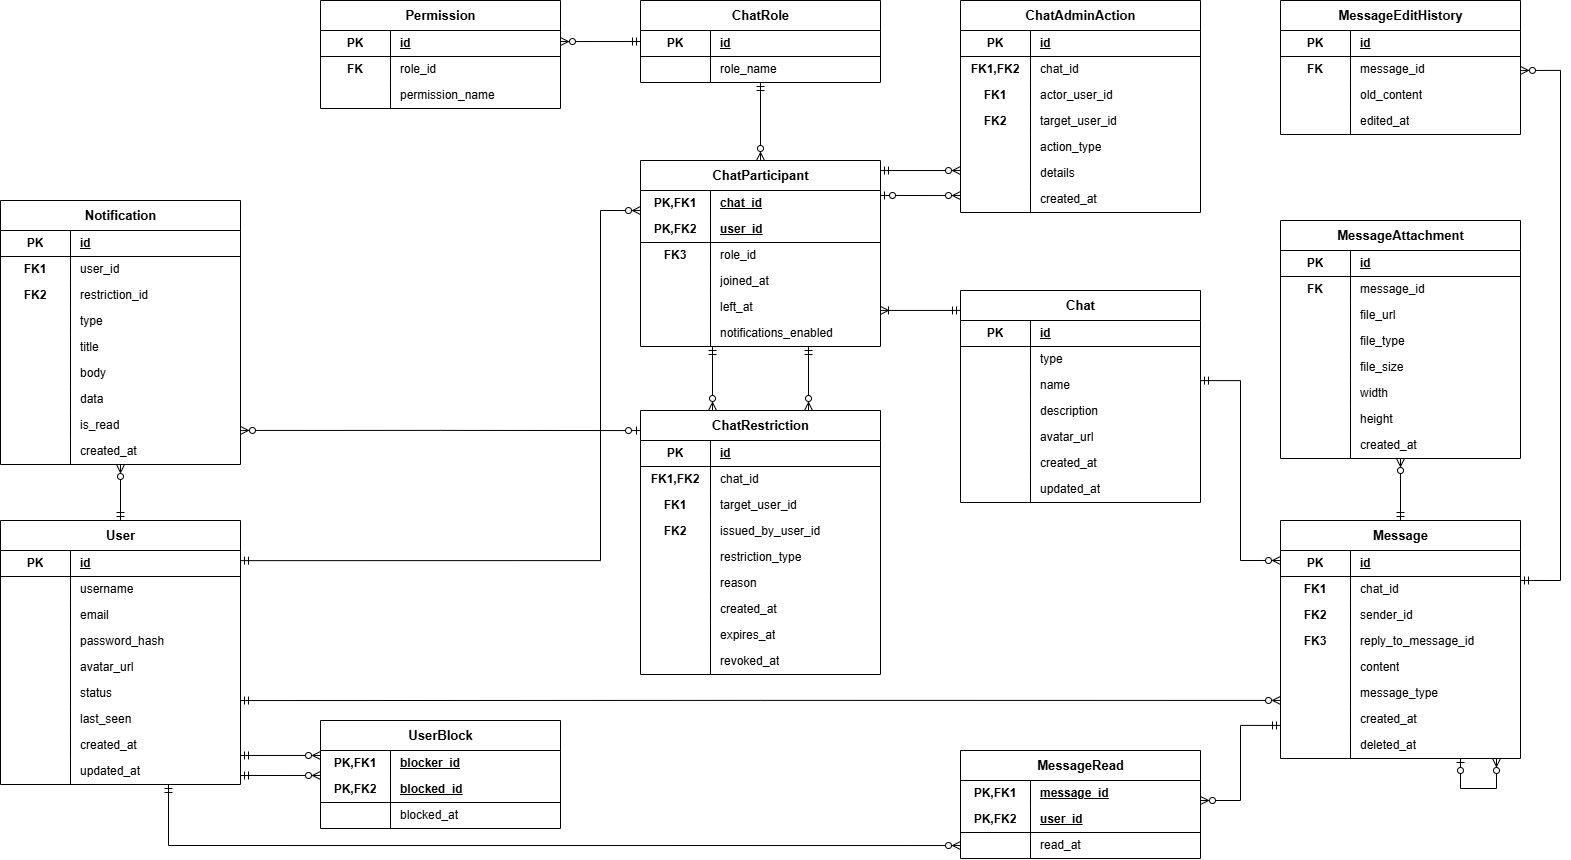 Permission
PK id
FK role_id
permission_name
ChatRole
PK id
role_name
ChatAdminAction
PK id
FK1,FK2 chat_id
FK1 actor_user_id
FK2 target_user_id
action_type
details
created_at
MessageEditHistory
PK id
FK message_id
old_content
edited_at
Notification
PK id
FK1 user_id
FK2 restriction_id
type
title
body
data
is_read
created_at
ChatParticipant
PK,FK1 chat_id
PK,FK2 user_id
FK3 role_id
joined_at
left_at
notifications_enabled
Chat
PK id
type
name
description
avatar_url
created_at
updated_at
MessageAttachment
PK id
FK message_id
file_url
file_type
file_size
width
height
created_at
ChatRestriction
PK id
FK1,FK2 chat_id
FK1 target_user_id
FK2 issued_by_user_id
restriction_type
reason
created_at
expires_at
revoked_at
User
PK id
username
email
password_hash
avatar_url
status
last_seen
created_at
updated_at
Message
PK id
FK1 chat_id
FK2 sender_id
FK3 reply_to_message_id
content
message_type
created_at
deleted_at
UserBlock
PK,FK1 blocker_id
PK,FK2 blocked_id
blocked_at
MessageRead
PK,FK1 message_id
PK,FK2 user_id
read_at